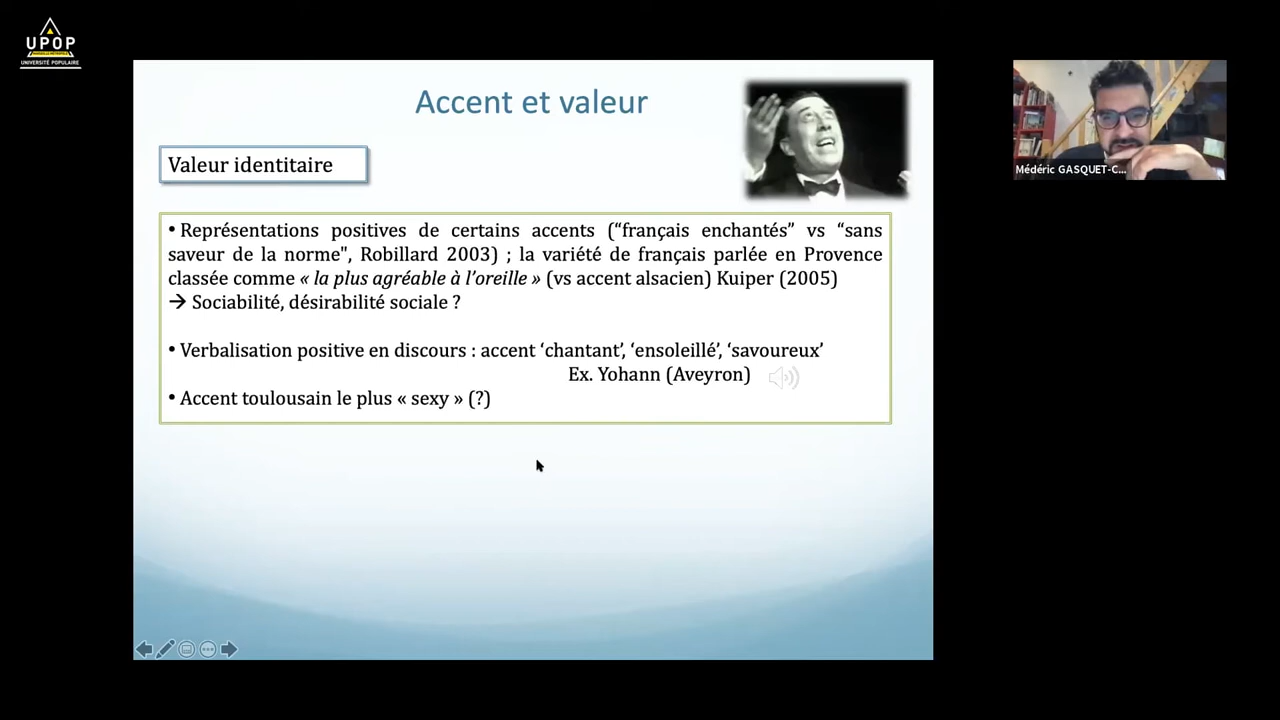 UPOP
UNIVERSITÉ POPULAIRE
Accent et valeur
Valeur identitaire
• Représentations positives de certains accents (“français enchantés” vs “sans
saveur de la norme", Robillard 2003) ; la variété de français parlée en Provence
classée comme « la plus agréable à l’oreille » (vs accent alsacien) Kuiper (2005)
→ Sociabilité, désirabilité sociale ?
• Verbalisation positive en discours : accent ‘chantant’, ‘ensoleillé’, ‘savoureux’
Ex. Yohann (Aveyron)
• Accent toulousain le plus « sexy » (?)
Médéric GASQUET-C...